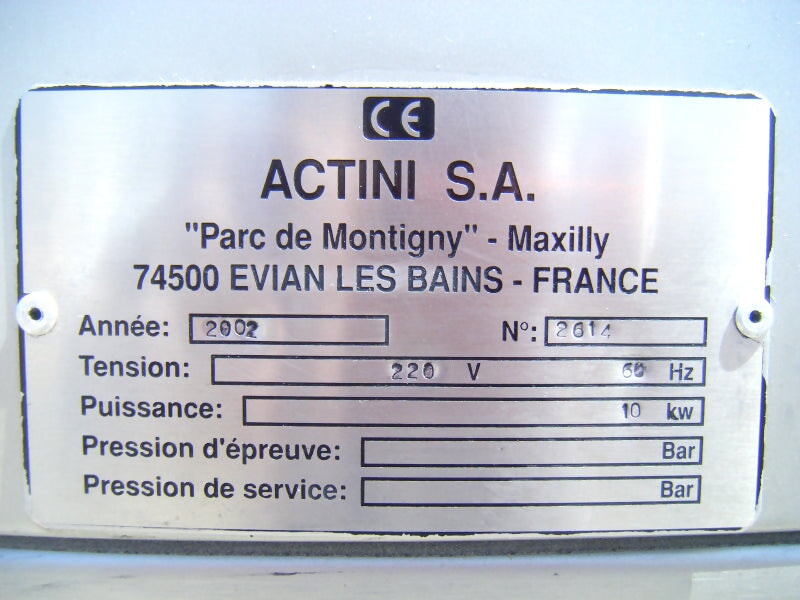 CE
ACTINI S.A.
"Parc de Montigny" - Maxilly
74500 EVIAN LES BAINS - FRANCE
Année: 2002 N°: 2614
Tension: 220 V 60 Hz
Puissance: 10 kw
Pression d'épreuve: Bar
Pression de service: Bar